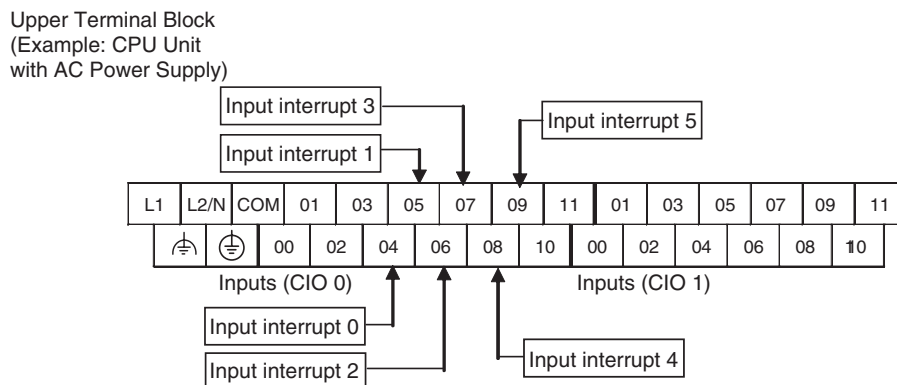 Upper Terminal Block
(Example: CPU Unit
with AC Power Supply)
Input interrupt 3
Input interrupt 5
Input interrupt 1
L1 L2/N COM 01 03 05 07 09 11 01 03 05 07 09 11
00 02 04 06 08 10 00 02 04 06 08 10
Inputs (CIO 0) Inputs (CIO 1)
Input interrupt 0
Input interrupt 2
Input interrupt 4